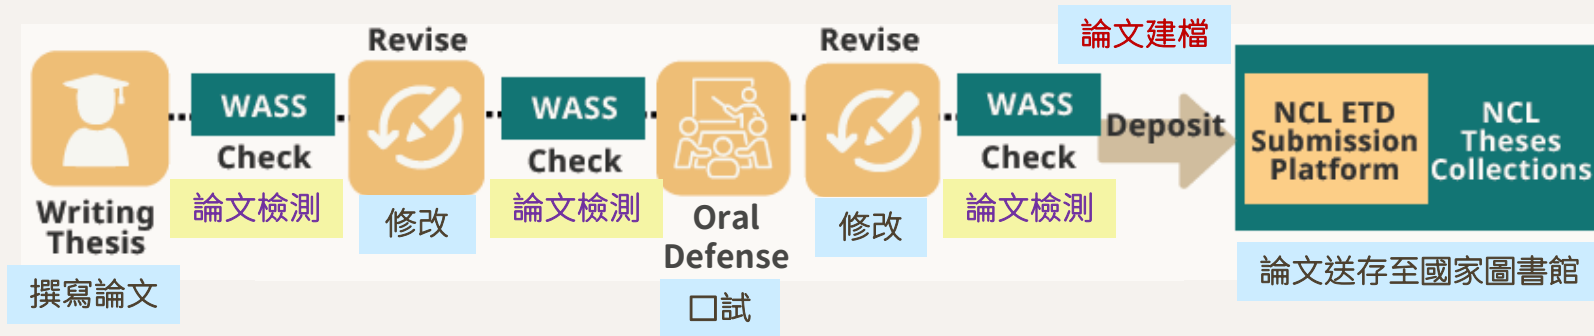 Writing
Thesis
撰寫論文
WASS
Check
論文檢測
Revise
修改
WASS
Check
論文檢測
Oral
Defense
口試
Revise
修改
WASS
Check
論文檢測
論文建檔
Deposit
NCL ETD
Submission
Platform
NCL
Theses
Collections
論文送存至國家圖書館